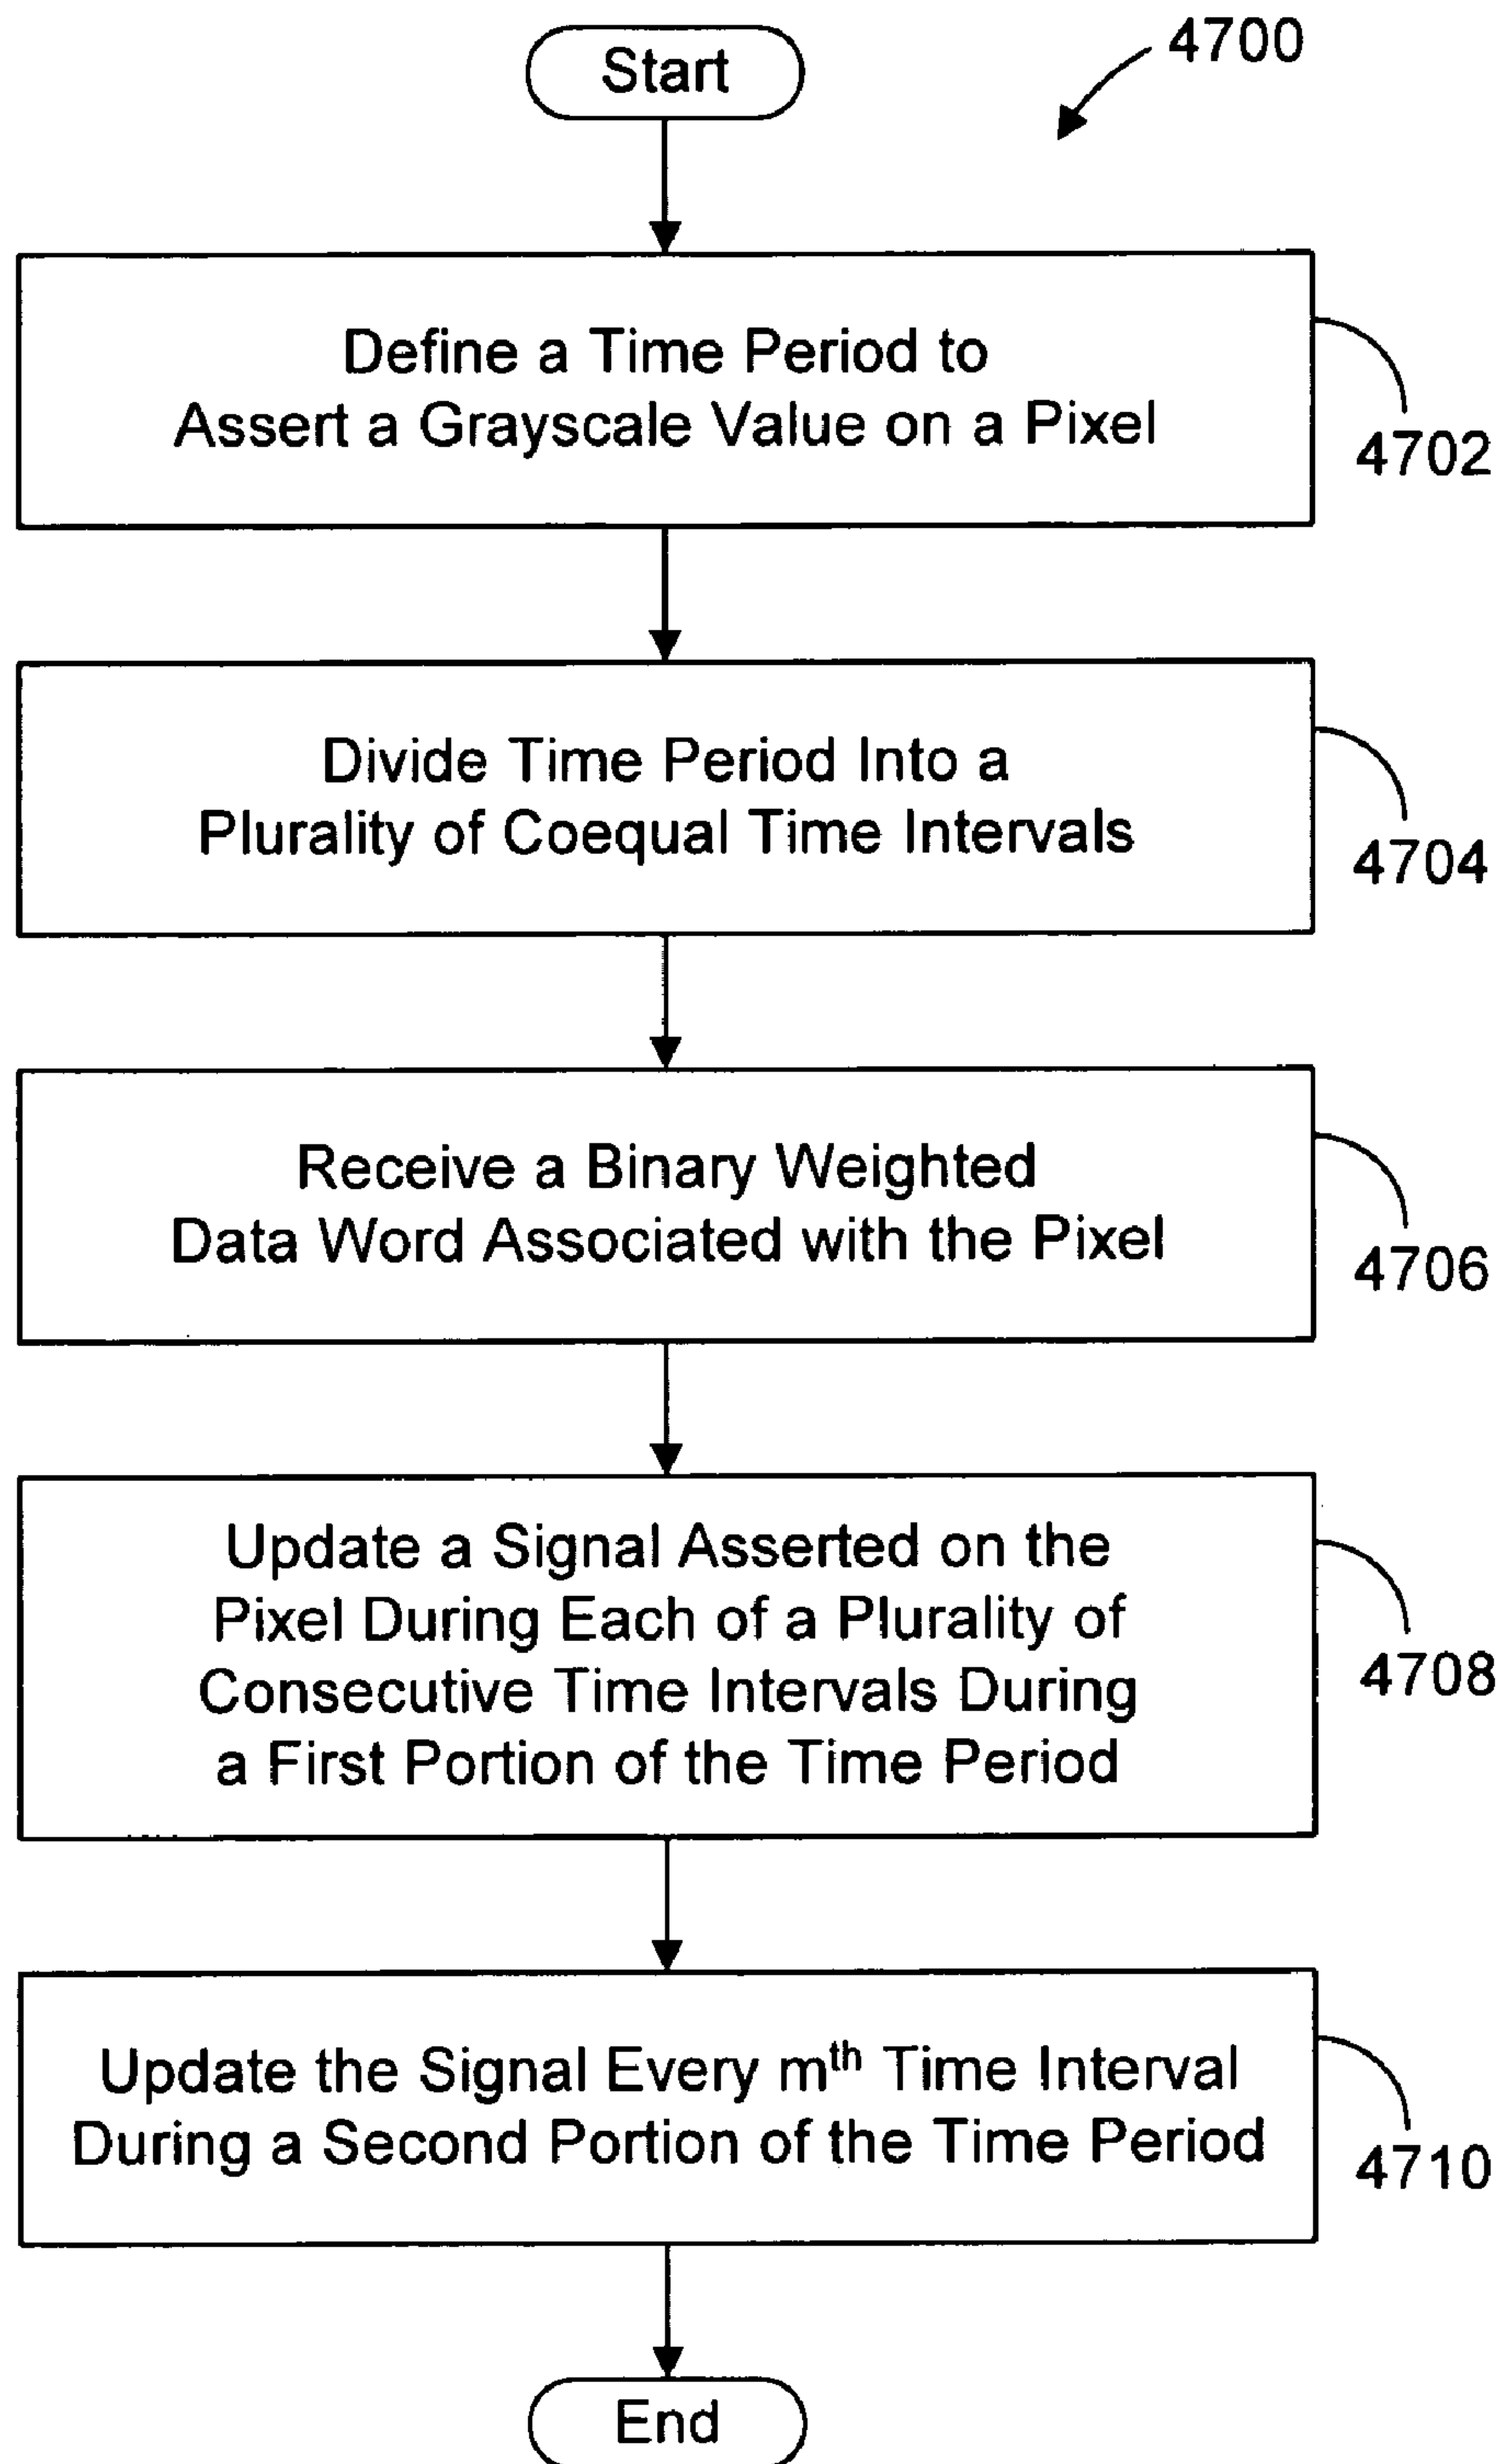 Start
4700
Define a Time Period to
Assert a Grayscale Value on a Pixel
4702
Divide Time Period Into a
Plurality of Coequal Time Intervals
4704
Receive a Binary Weighted
Data Word Associated with the Pixel
4706
Update a Signal Asserted on the
Pixel During Each of a Plurality of
Consecutive Time Intervals During
a First Portion of the Time Period
4708
Update the Signal Every mth Time Interval
During a Second Portion of the Time Period
4710
End